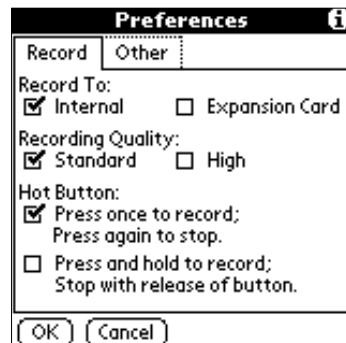 Preferences i
Record Other
Record To:
Internal Expansion Card
Recording Quality:
Standard High
Hot Button:
Press once to record;
Press again to stop.
Press and hold to record;
Stop with release of button.
OK Cancel